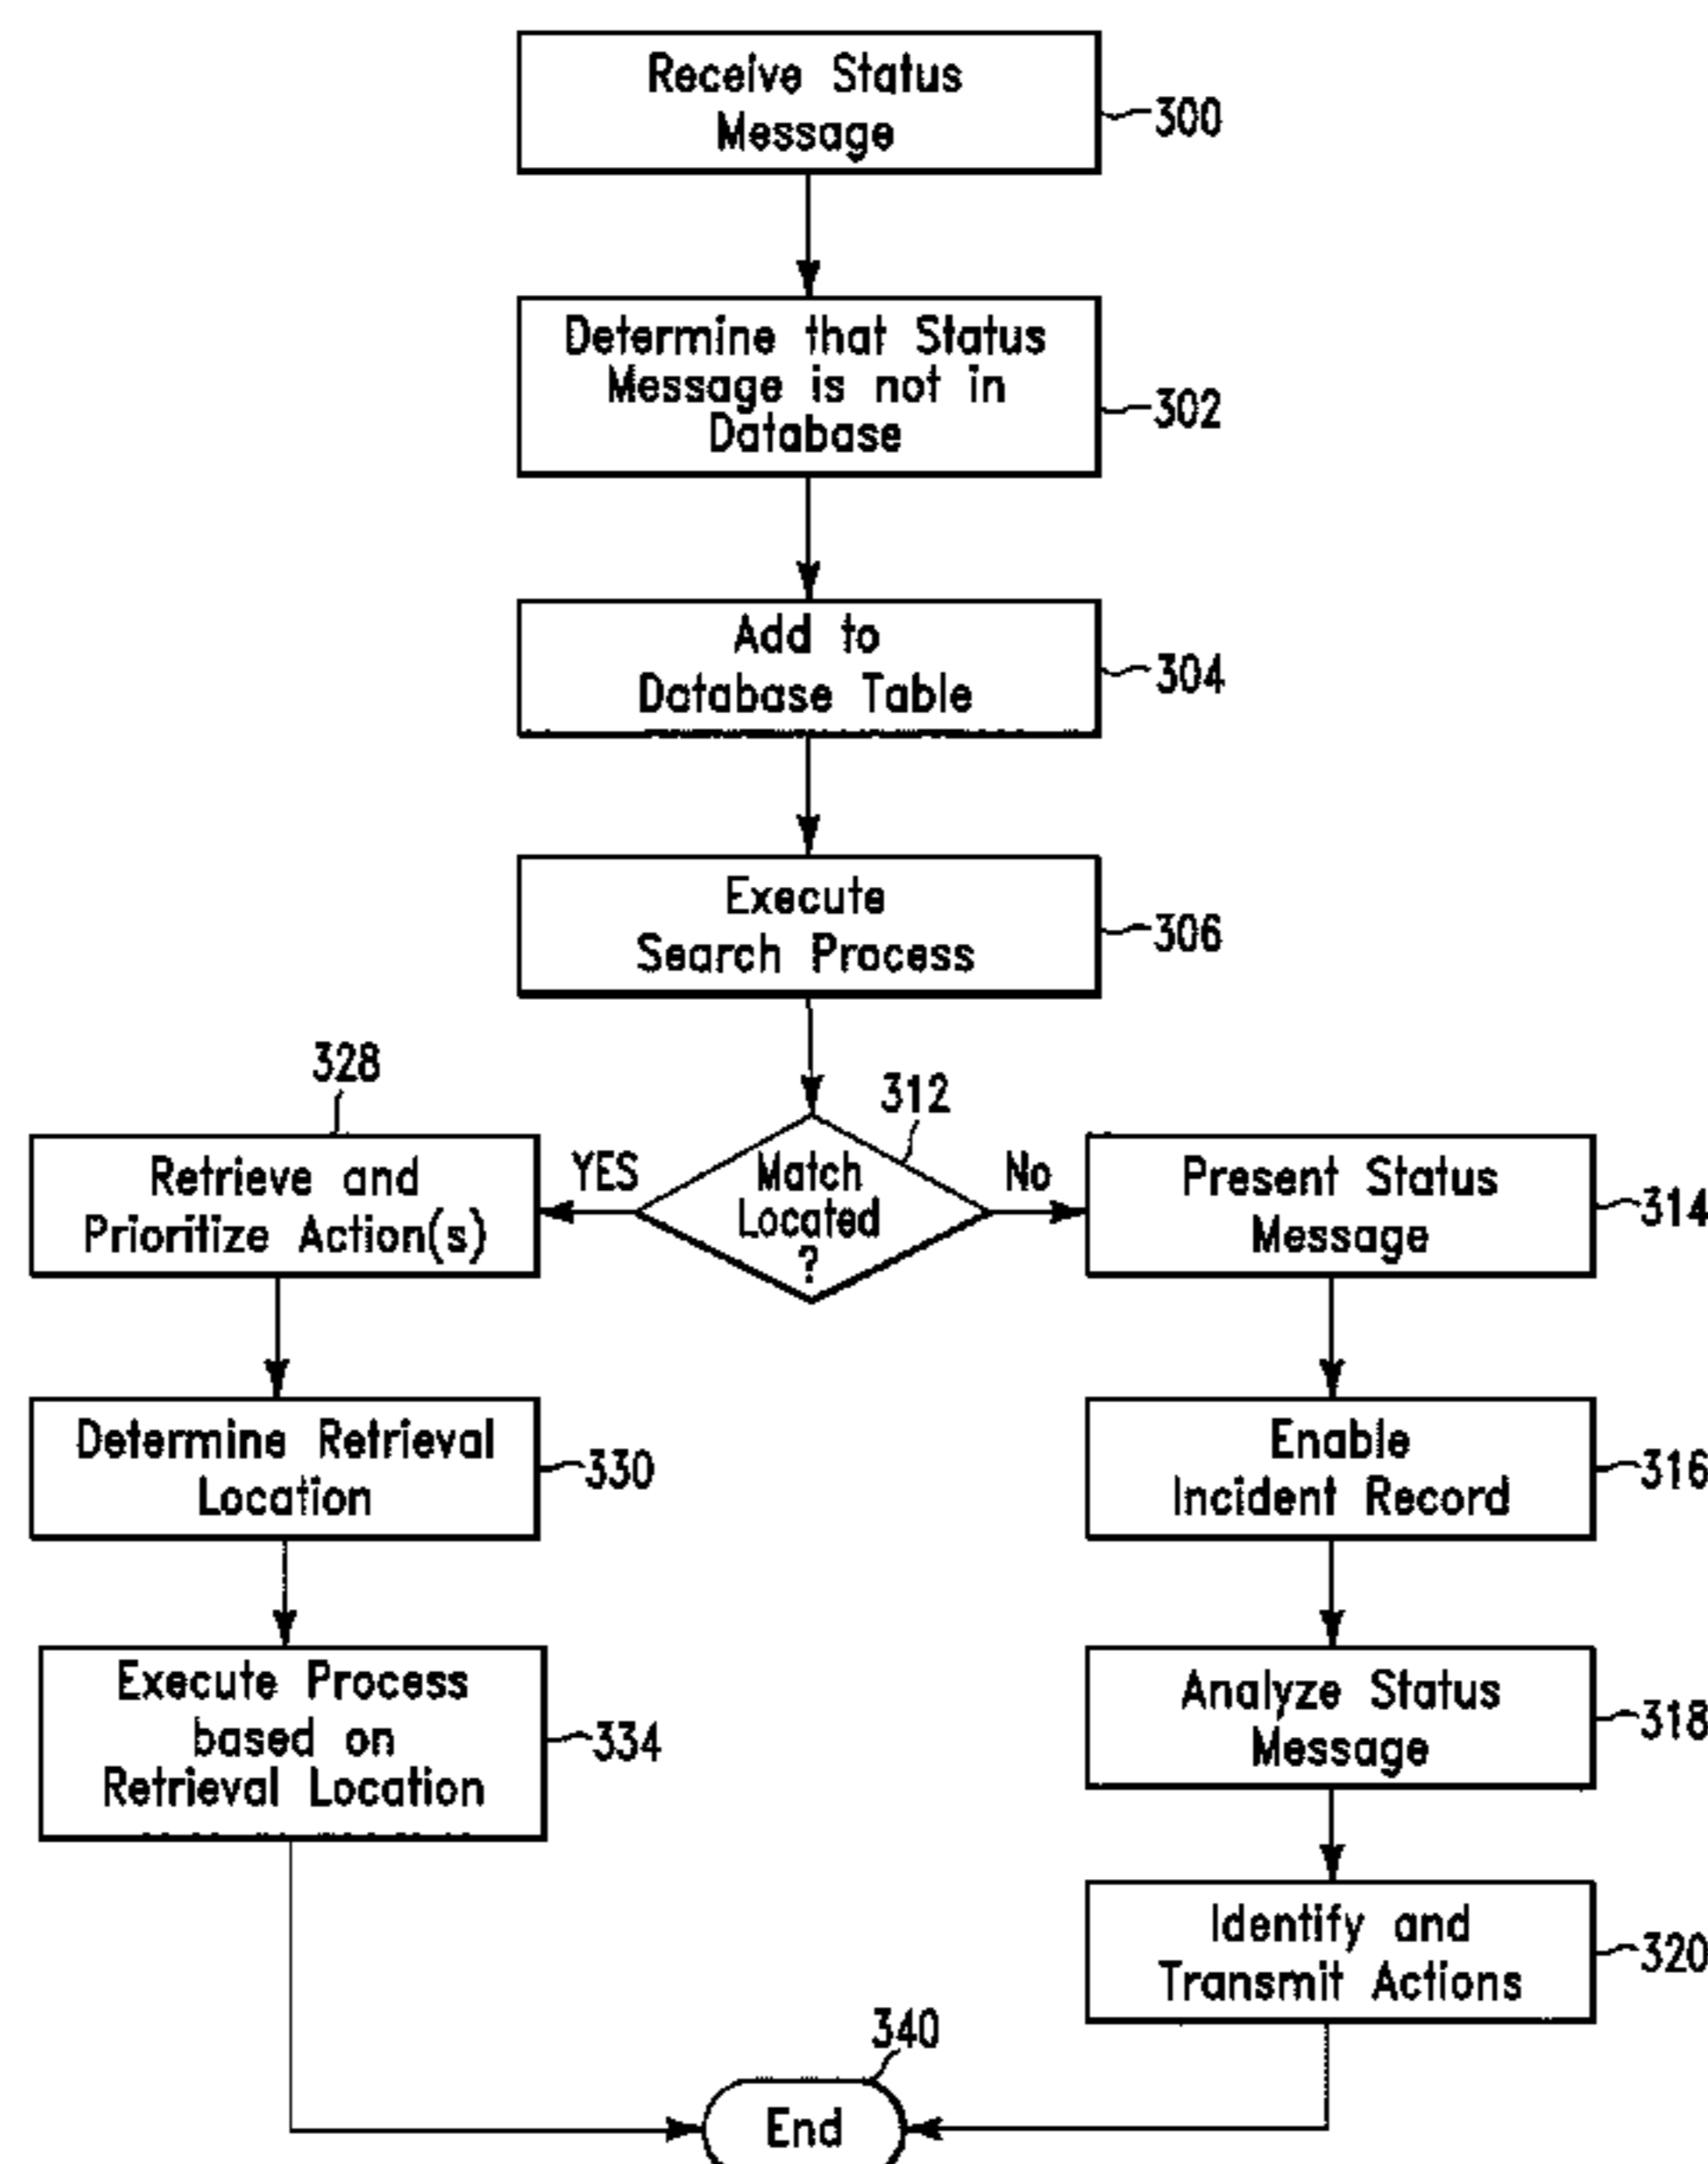 Receive Status
Message
300
Determine that Status
Message is not in
Database
302
Add to
Database Table
304
Execute
Search Process
306
328
312
Retrieve and
Prioritize Action(s)
YES
Match
Located
?
No
Present Status
Message
314
Determine Retrieval
Location
330
Enable
Incident Record
316
Execute Process
based on
Retrieval Location
334
Analyze Status
Message
318
Identify and
Transmit Actions
320
340
End